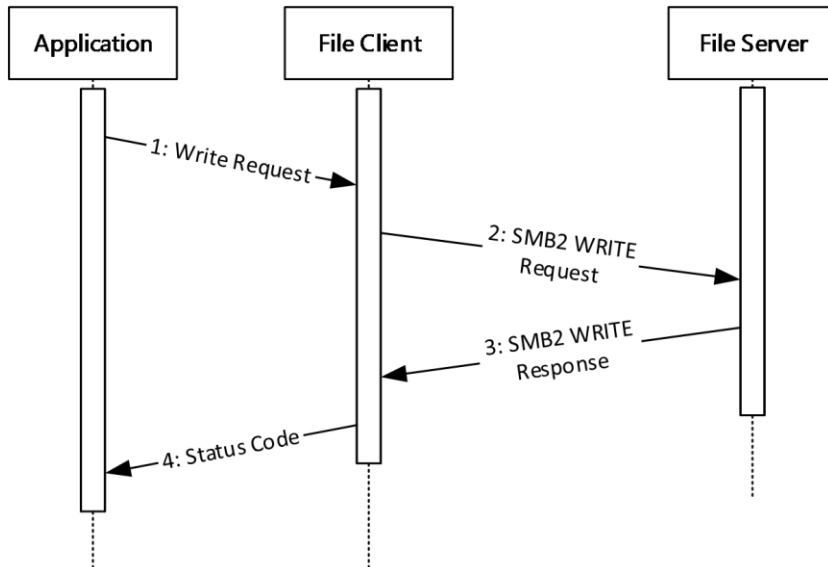 Application
File Client
File Server
1: Write Request
2: SMB2 WRITE
Request
3: SMB2 WRITE
Response
4: Status Code